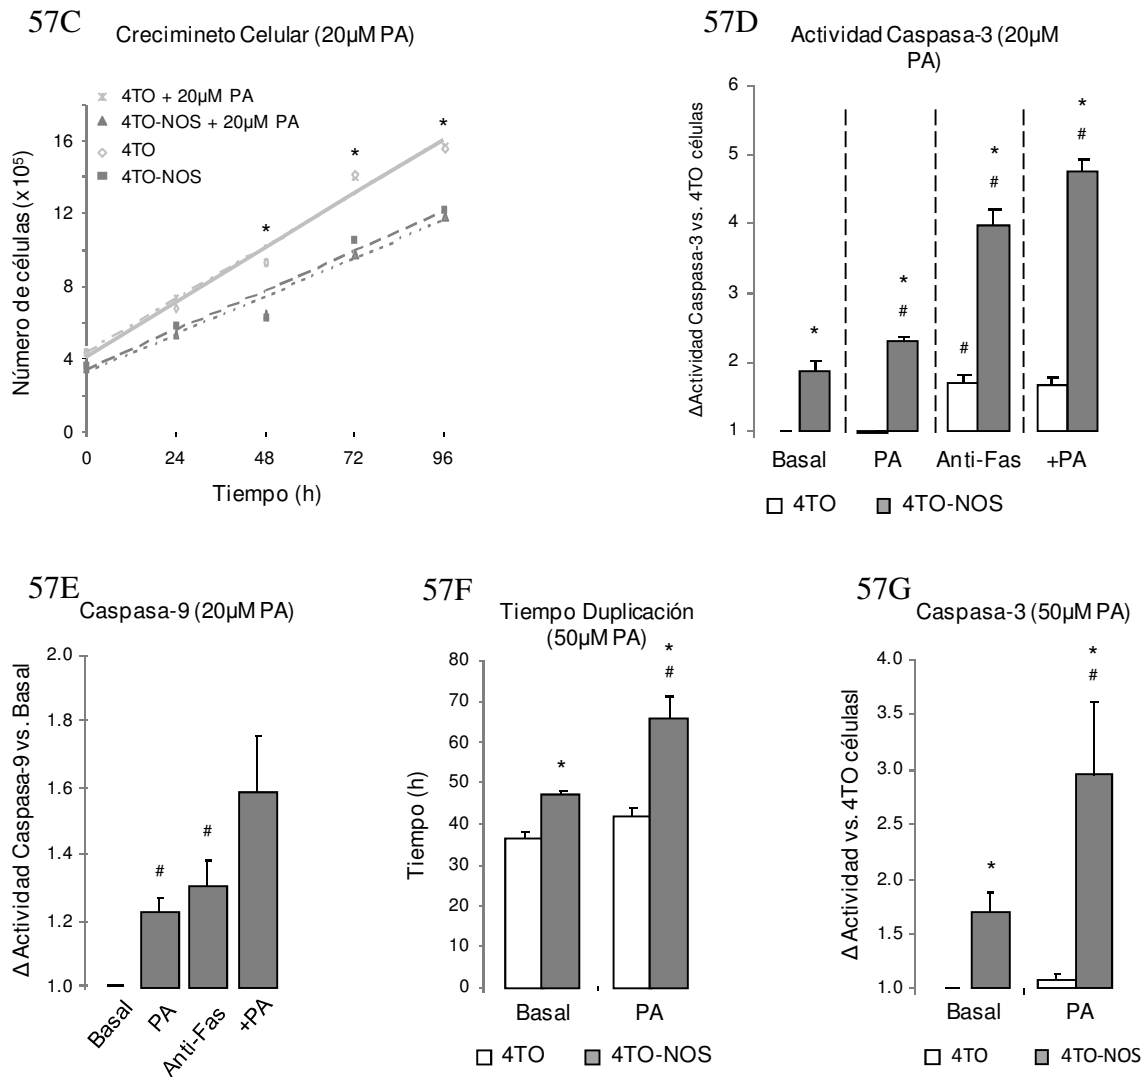 57C
Crecimineto Celular (20µM PA)
4TO + 20µM PA
4TO-NOS + 20µM PA
4TO
4TO-NOS
*
*
*
Número de células (x10⁵)
16
12
8
4
0
0 24 48 72 96
Tiempo (h)
57D
Actividad Caspasa-3 (20µM
PA)
ΔActividad Caspasa-3 vs. 4TO células
6
5
4
3
2
1
*
*
#
*
#
#
*
#
Basal PA Anti-Fas +PA
4TO 4TO-NOS
57E
Caspasa-9 (20µM PA)
Δ Actividad Caspasa-9 vs. Basal
2.0
1.8
1.6
1.4
1.2
1.0
#
#
Basal PA Anti-Fas +PA
57F
Tiempo Duplicación
(50µM PA)
Tiempo (h)
80
70
60
50
40
30
20
10
0
*
*
#
Basal PA
4TO 4TO-NOS
57G
Caspasa-3 (50µM PA)
Δ Actividad vs. 4TO célulasl
4.0
3.5
3.0
2.5
2.0
1.5
1.0
*
*
#
Basal PA
4TO 4TO-NOS